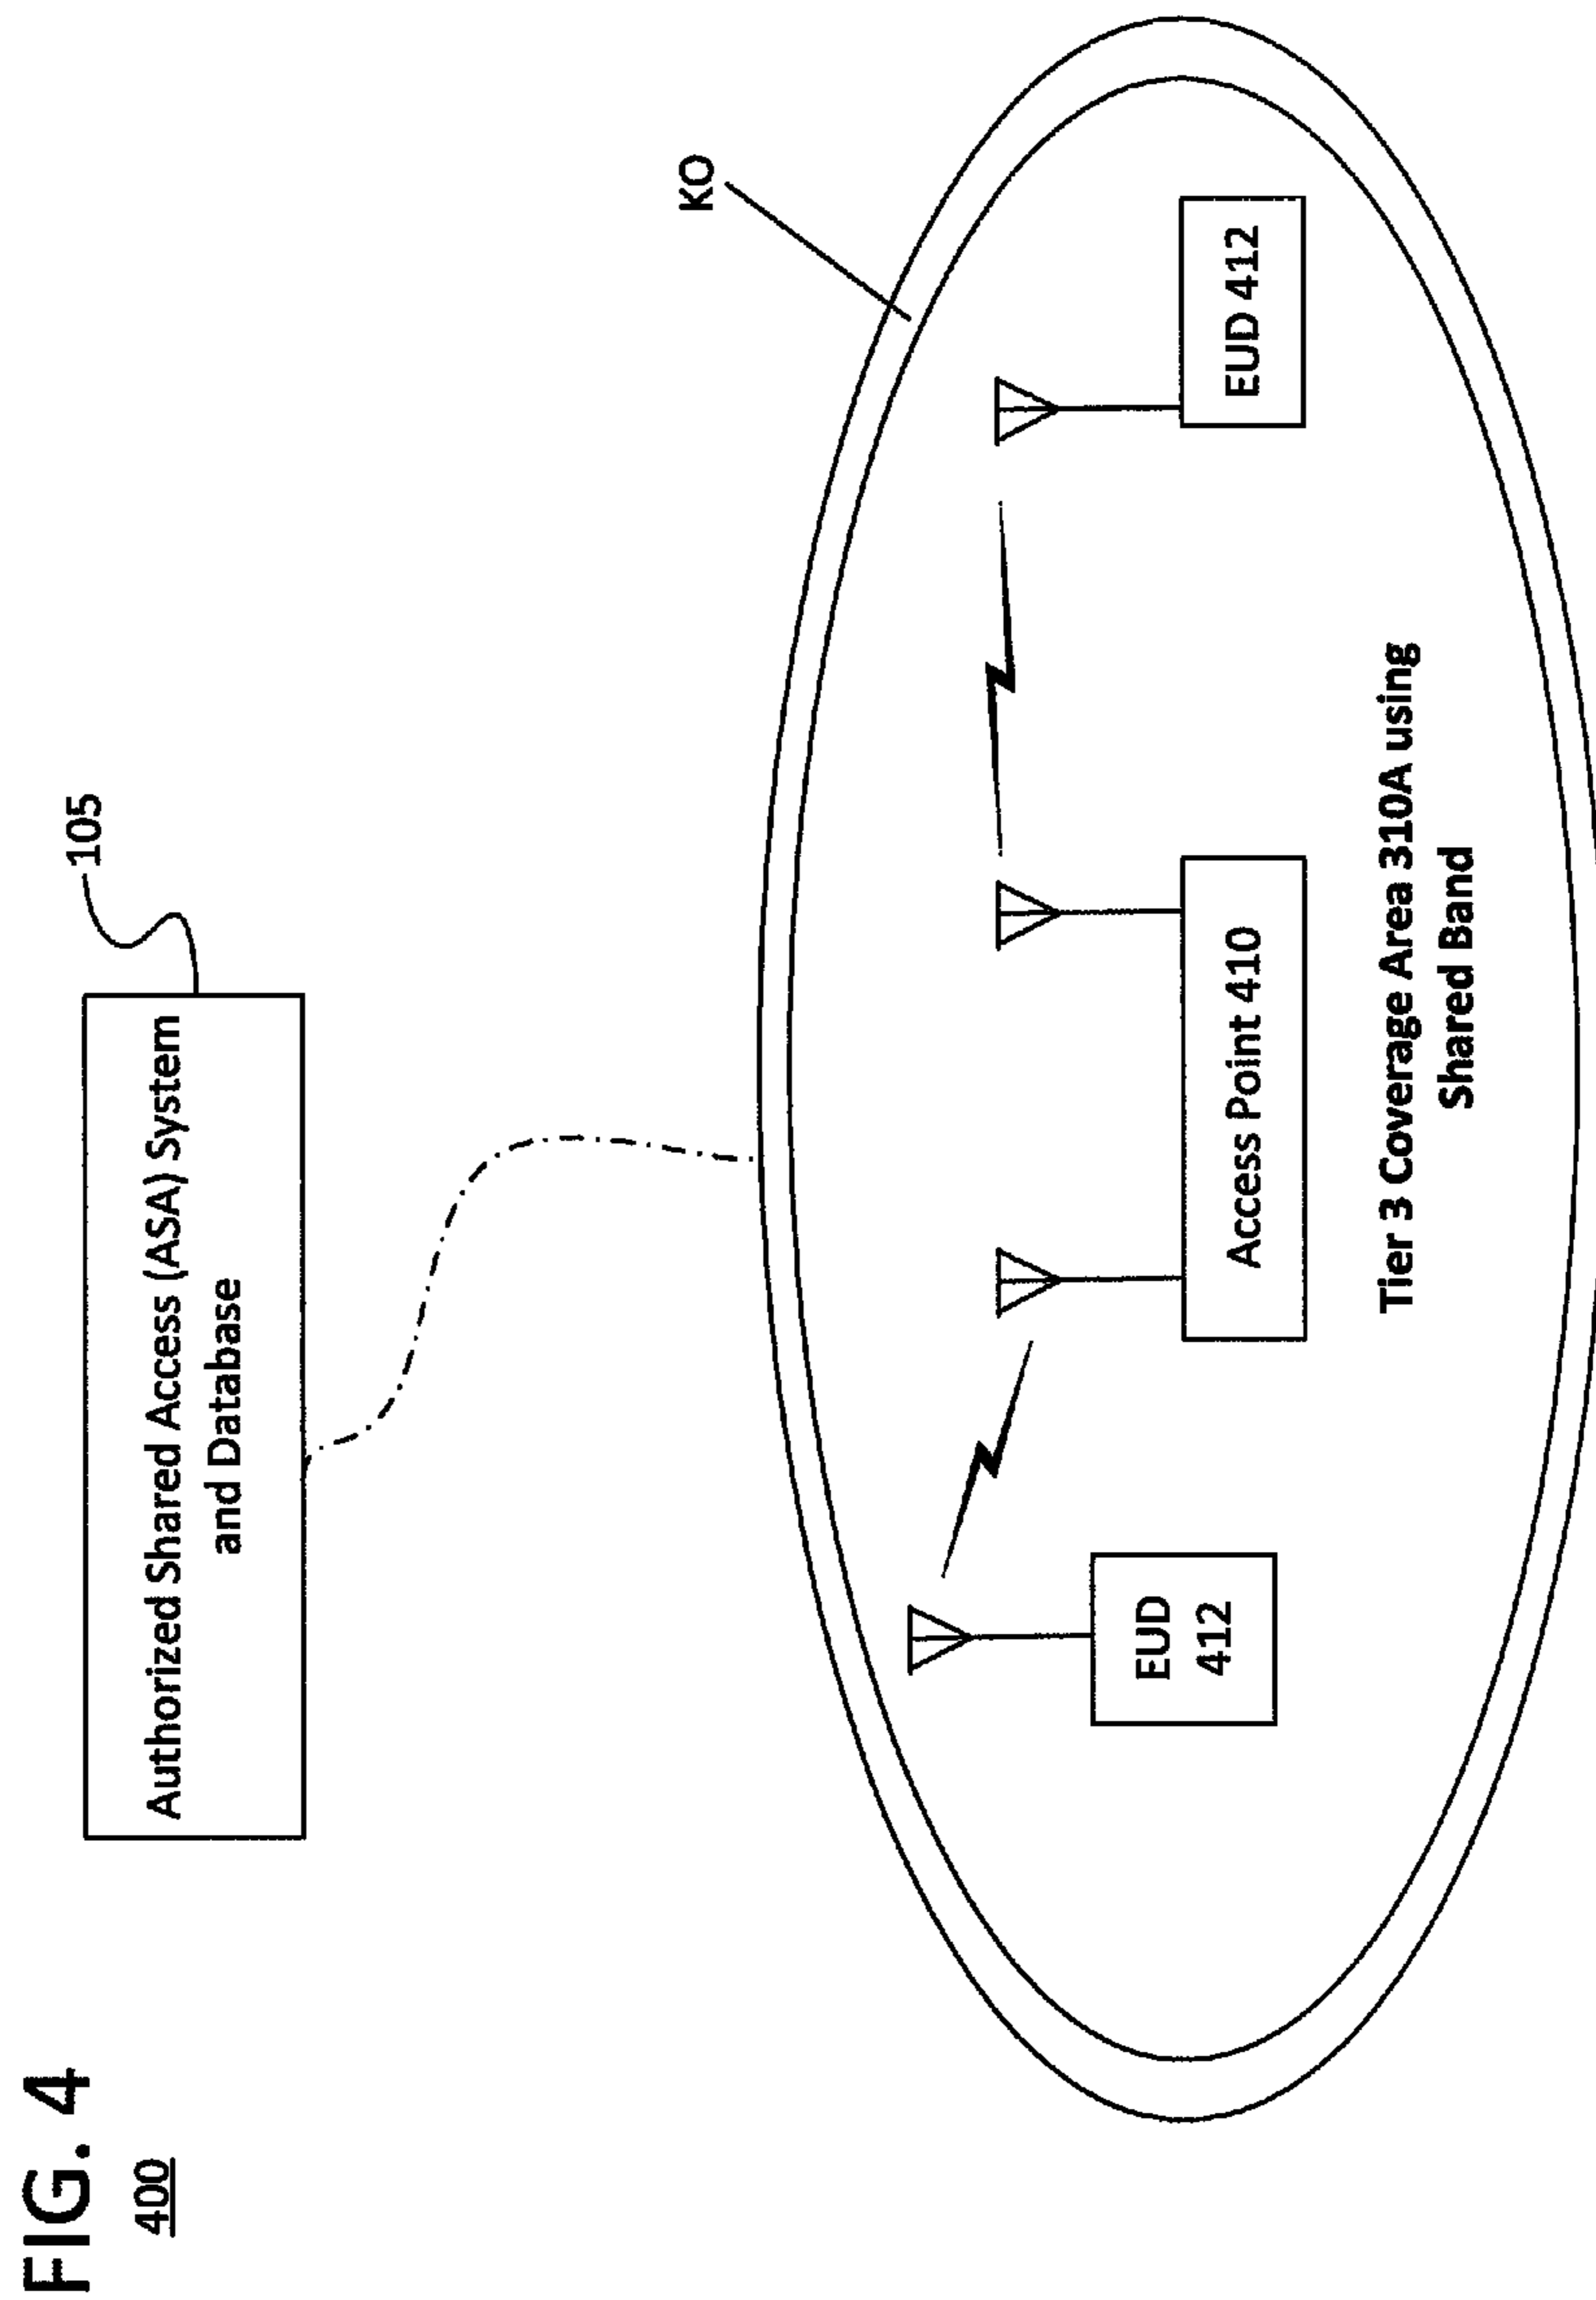 FIG. 4
400
Authorized Shared Access (ASA) System
and Database
105
KO
EUD
412
Access Point 410
EUD 412
Tier 3 Coverage Area 310A using
Shared Band